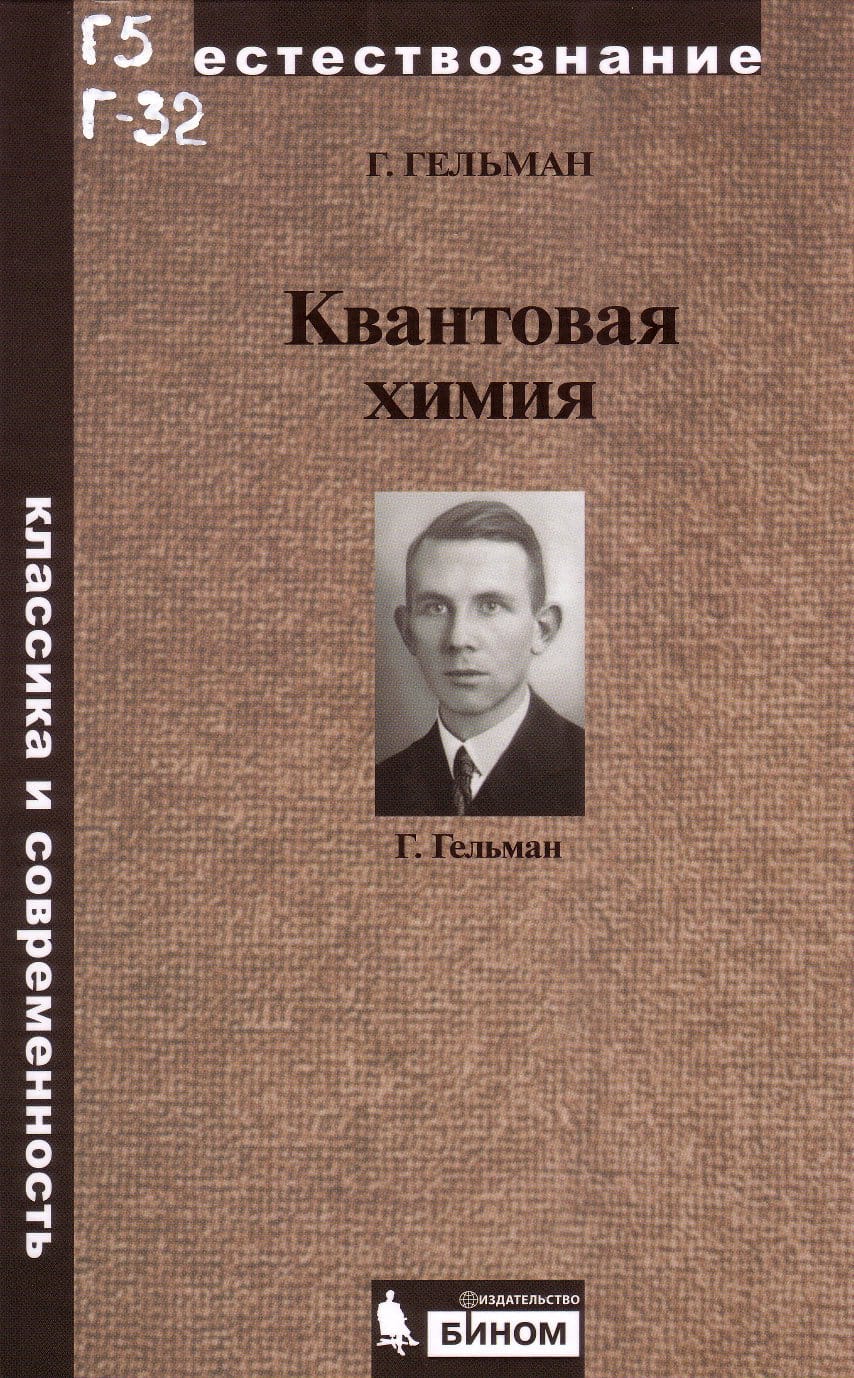 Г5
Г-32
естествознание
Г. ГЕЛЬМАН
Квантовая
химия
Г. Гельман
классика и современность
ИЗДАТЕЛЬСТВО
БИНОМ